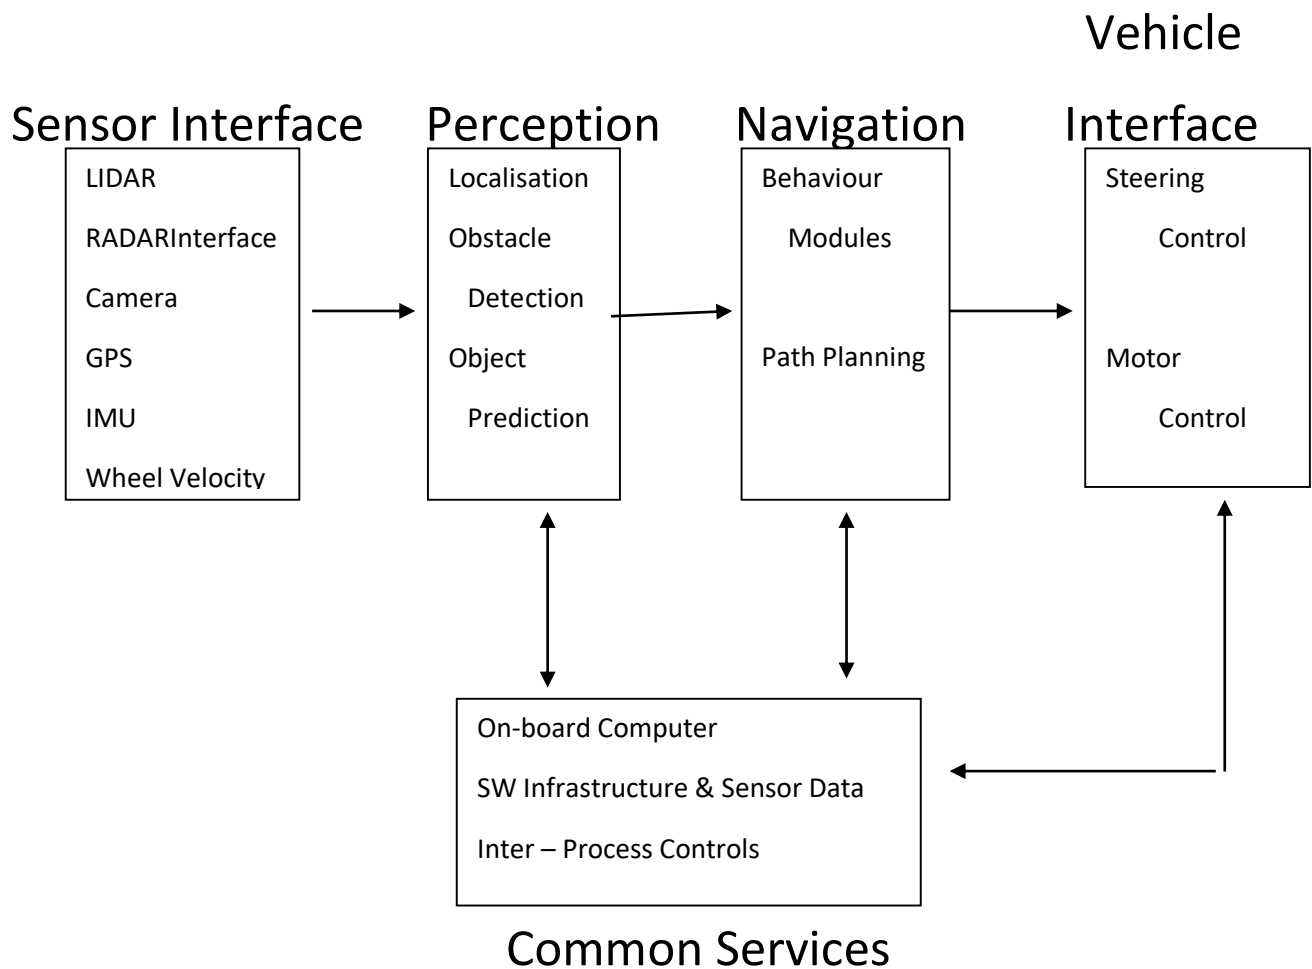 Vehicle
Sensor Interface
Perception
Navigation
Interface
LIDAR
RADARInterface
Camera
GPS
IMU
Wheel Velocity
Localisation
Obstacle
Detection
Object
Prediction
Behaviour
Modules
Path Planning
Steering
Control
Motor
Control
On-board Computer
SW Infrastructure & Sensor Data
Inter – Process Controls
Common Services